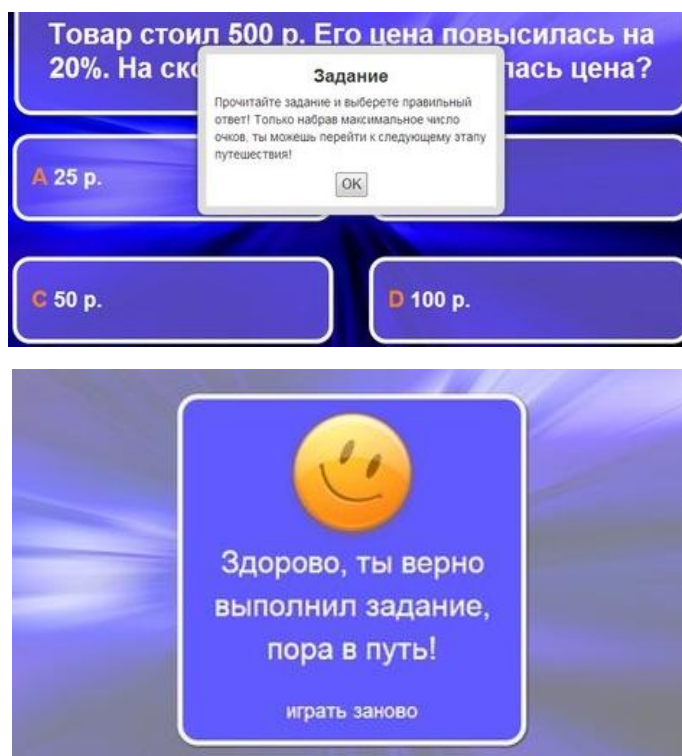 Товар стоил 500 р. Его цена повысилась на
20%. На цена?
Задание
Прочитайте задание и выберете правильный
ответ! Только набрав максимальное число
очков, ты можешь перейти к следующему этапу
путешествия!
OK
A 25 р.
C 50 р.
D 100 р.
Здорово, ты верно
выполнил задание,
пора в путь!
играть заново